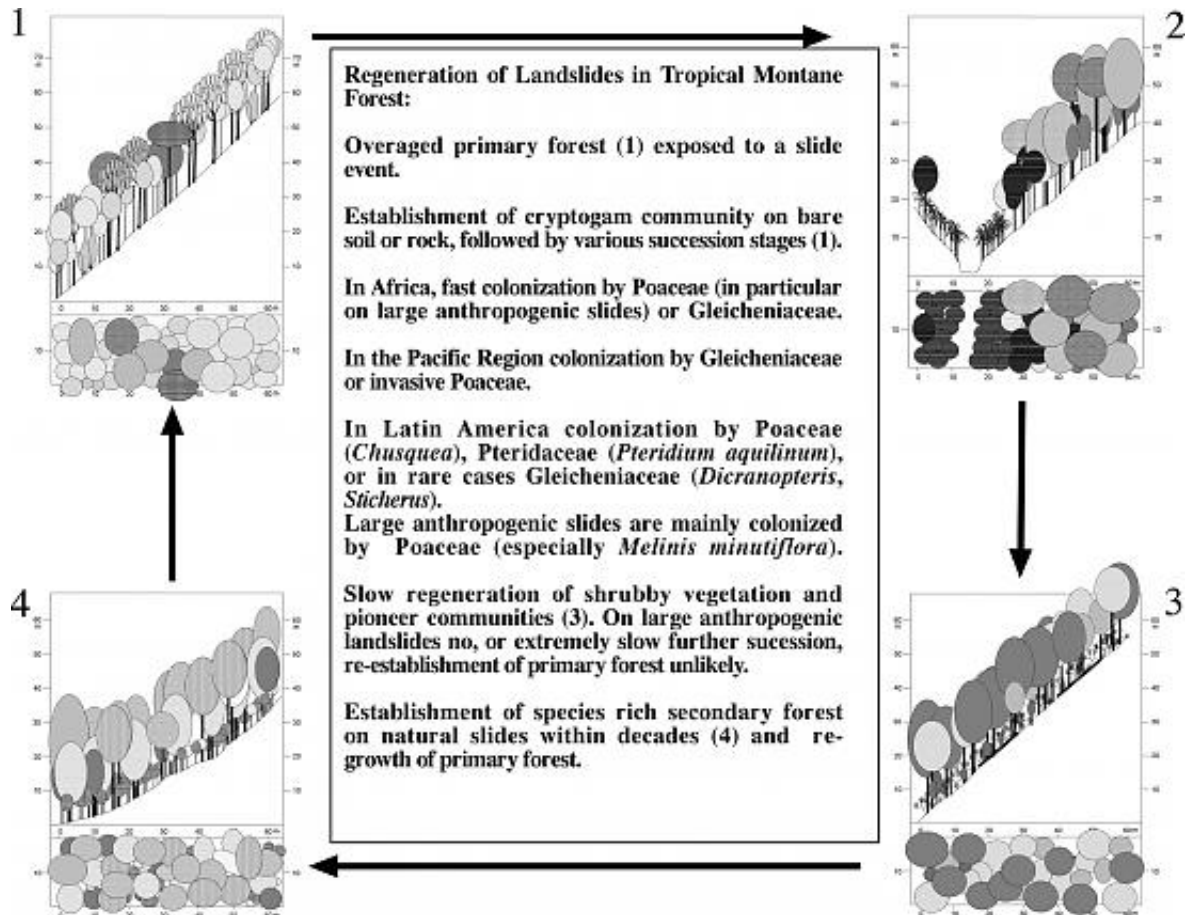 1
2
Regeneration of Landslides in Tropical Montane
Forest:
Overaged primary forest (1) exposed to a slide
event.
Establishment of cryptogam community on bare
soil or rock, followed by various succession stages (1).
In Africa, fast colonization by Poaceae (in particular
on large anthropogenic slides) or Gleicheniaceae.
In the Pacific Region colonization by Gleicheniaceae
or invasive Poaceae.
In Latin America colonization by Poaceae
(Chusquea), Pteridaceae (Pteridium aquilinum),
or in rare cases Gleicheniaceae (Dicranopteris,
Sticherus).
Large anthropogenic slides are mainly colonized
by Poaceae (especially Melinis minutiflora).
Slow regeneration of shrubby vegetation and
pioneer communities (3). On large anthropogenic
landslides no, or extremely slow further sucession,
re-establishment of primary forest unlikely.
Establishment of species rich secondary forest
on natural slides within decades (4) and re-
growth of primary forest.
4
3